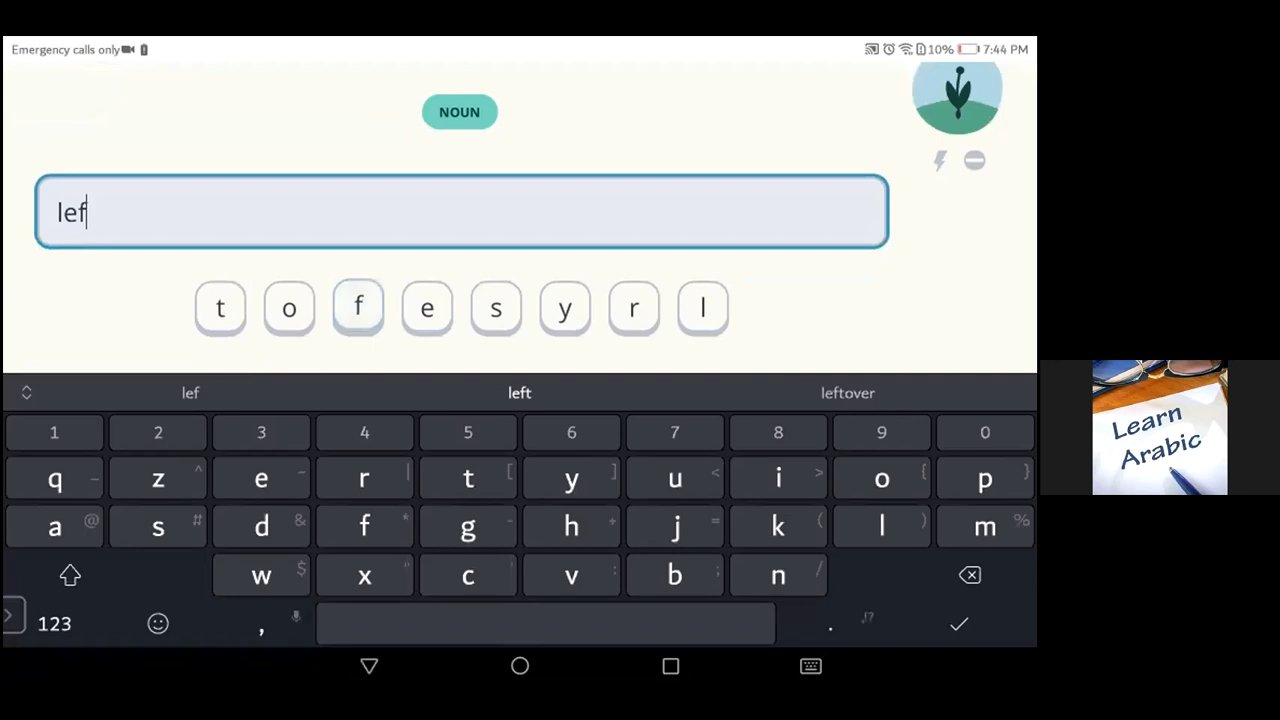 Emergency calls only
10% 7:44 PM
NOUN
lef
t o f e s y r l
lef left leftover
1 2 3 4 5 6 7 8 9 0
q _ z ^ e ~ r | t [ y ] u < i > o { p }
a @ s # d & f * g - h + j = k ( l ) m %
w $ x " c ' v : b ; n /
123 , . !?
Learn
Arabic